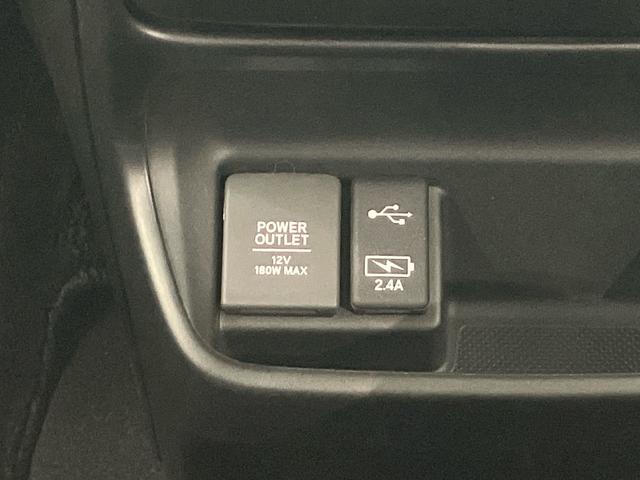 POWER
OUTLET
12V
180W MAX
2.4A